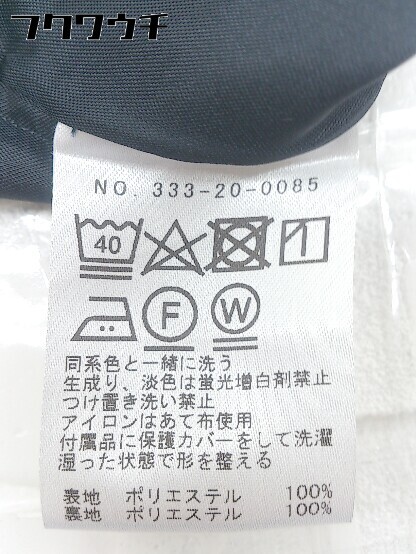 フクワウチ
NO. 333-20-0085
40
F
W
同系色と一緒に洗う
生成り、淡色は蛍光増白剤禁止
つけ置き洗い禁止
アイロンはあて布使用
付属品に保護カバーをして洗濯
湿った状態で形を整える
表地 ポリエステル 100%
裏地 ポリエステル 100%